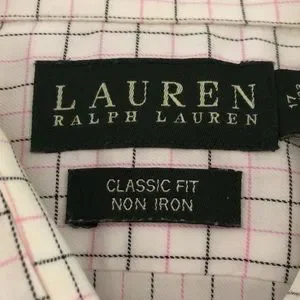 LAUREN
RALPH LAUREN
CLASSIC FIT
NON IRON